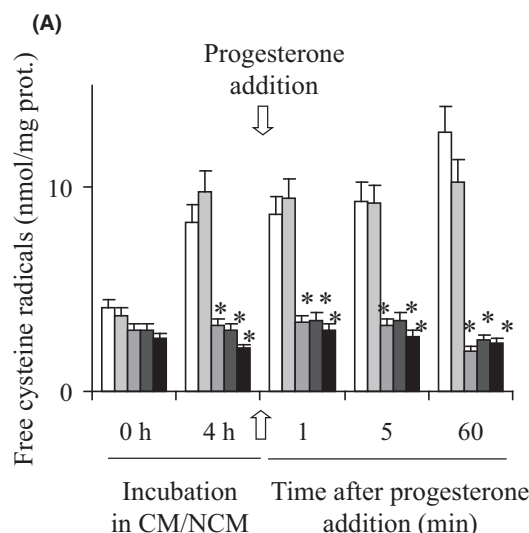 (A)
Progesterone
addition
Free cysteine radicals (nmol/mg prot.)
10
* * *
* * *
* * *
* * *
0
0 h 4 h 1 5 60
Incubation
in CM/NCM
Time after progesterone
addition (min)